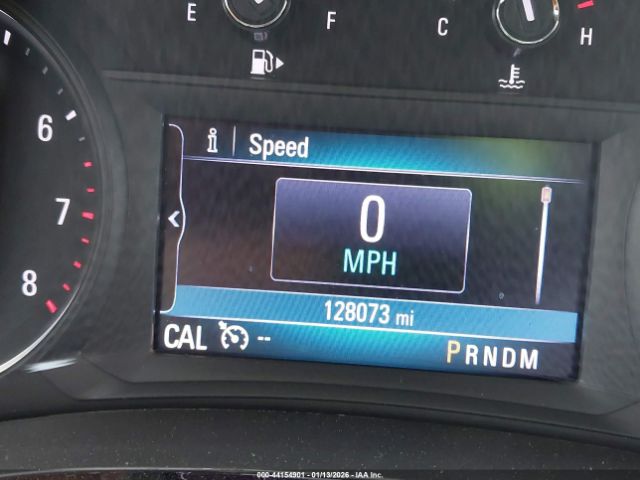 E F C H
6
7
8
i Speed
0
MPH
128073 mi
CAL --
PRNDM
000-44154901 - 01/13/2026 - IAA Inc.